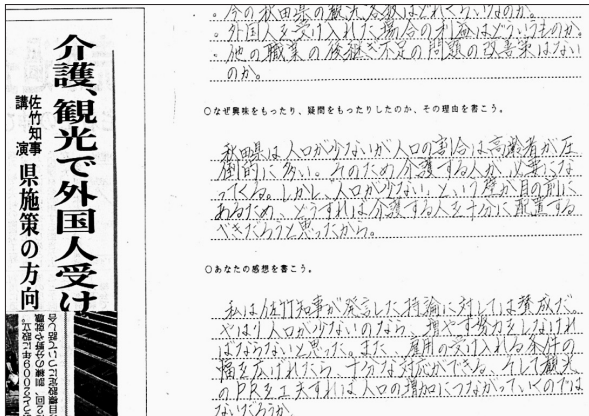 介護、観光で外国人受け
佐竹知事
講演
県施策の方向
・今の秋田県の観光客数はどれくらいなのか。
・外国人を受け入れた場合の利益はどういうものか。
・他の職業の後継ぎ不足の問題の改善策はない
のか。
○なぜ興味をもったり、疑問をもったりしたのか、その理由を書こう。
秋田県は人口が少ないが人口の割合は高齢者が圧
倒的に多い。そのため介護する人が必要にな
ってくる。しかし、人口が少ない、という壁が目の前に
あるため、どうすれば介護する人を十分に配置する
べきだろうと思ったから。
○あなたの感想を書こう。
私は佐竹知事が発言した持論に対しては賛成だ。
やはり人口が少ないのなら、増やす努力をしなけれ
ばならないと思った。また、雇用の受け入れる条件の
幅を広げれたら、十分な対応ができる、そして観光
のPRを工夫すれば人口の増加につながっていくのでは
ないだろうか。